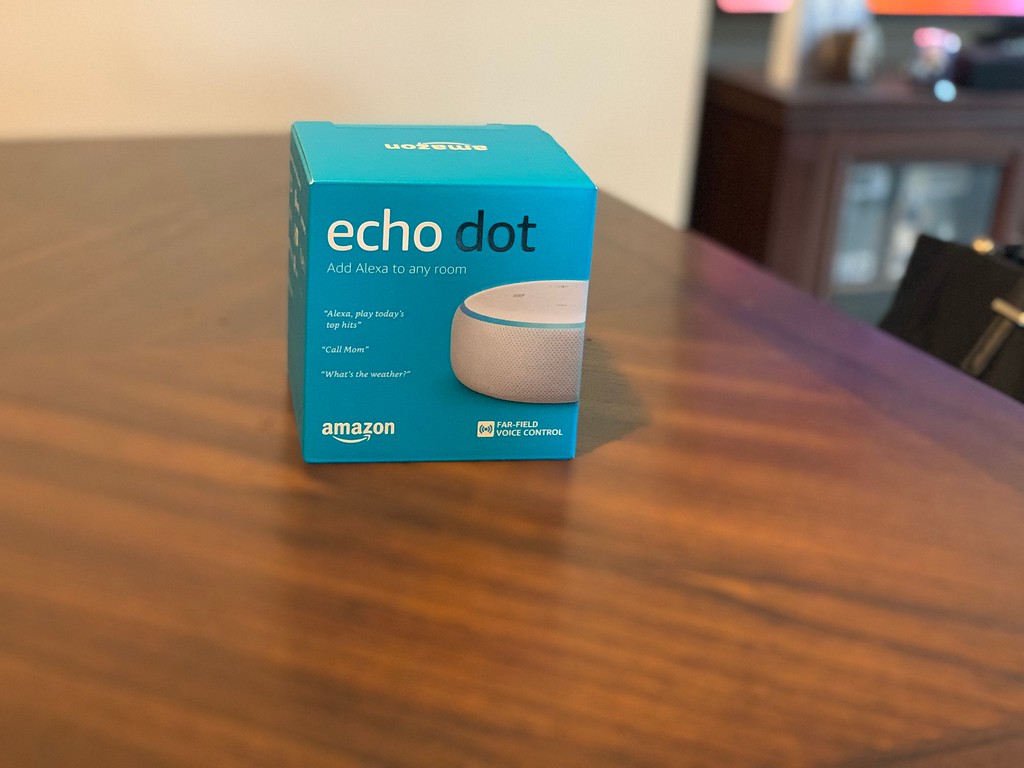 amazon
echo dot
Add Alexa to any room
“Alexa, play today’s
top hits”
“Call Mom”
“What’s the weather?”
amazon
FAR-FIELD
VOICE CONTROL